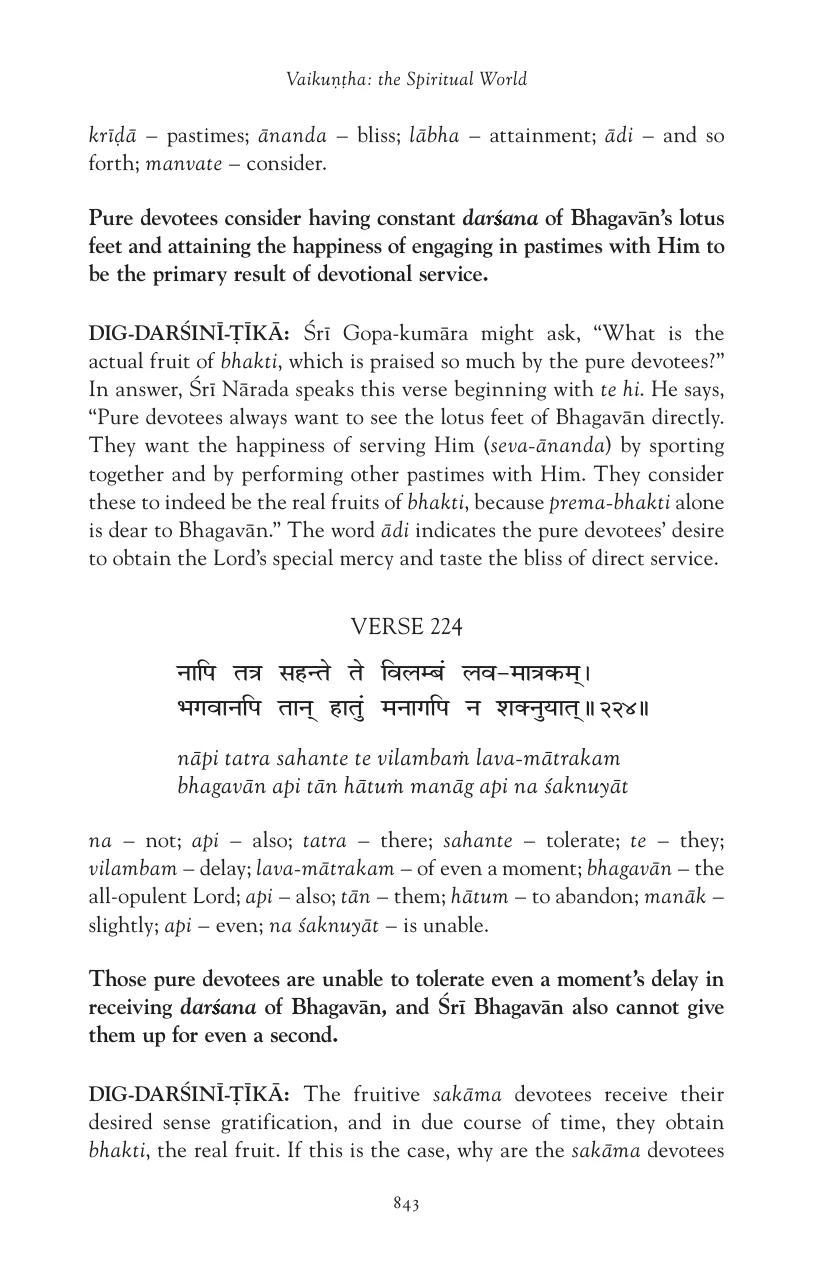 Vaikuṇṭha: the Spiritual World
krīḍā – pastimes; ānanda – bliss; lābha – attainment; ādi – and so
forth; manvate – consider.
Pure devotees consider having constant darśana of Bhagavān’s lotus
feet and attaining the happiness of engaging in pastimes with Him to
be the primary result of devotional service.
DIG-DARŚINĪ-ṬĪKĀ: Śrī Gopa-kumāra might ask, “What is the
actual fruit of bhakti, which is praised so much by the pure devotees?”
In answer, Śrī Nārada speaks this verse beginning with te hi. He says,
“Pure devotees always want to see the lotus feet of Bhagavān directly.
They want the happiness of serving Him (seva-ānanda) by sporting
together and by performing other pastimes with Him. They consider
these to indeed be the real fruits of bhakti, because prema-bhakti alone
is dear to Bhagavān.” The word ādi indicates the pure devotees’ desire
to obtain the Lord’s special mercy and taste the bliss of direct service.
VERSE 224
नापि तत्र सहन्ते ते विलम्बं लव-मात्रकम्।
भगवानपि तान् हातुं मनागपि न शक्नुयात्॥२२४॥
nāpi tatra sahante te vilambaṁ lava-mātrakam
bhagavān api tān hātuṁ manāg api na śaknuyāt
na – not; api – also; tatra – there; sahante – tolerate; te – they;
vilambam – delay; lava-mātrakam – of even a moment; bhagavān – the
all-opulent Lord; api – also; tān – them; hātum – to abandon; manāk –
slightly; api – even; na śaknuyāt – is unable.
Those pure devotees are unable to tolerate even a moment’s delay in
receiving darśana of Bhagavān, and Śrī Bhagavān also cannot give
them up for even a second.
DIG-DARŚINĪ-ṬĪKĀ: The fruitive sakāma devotees receive their
desired sense gratification, and in due course of time, they obtain
bhakti, the real fruit. If this is the case, why are the sakāma devotees
843